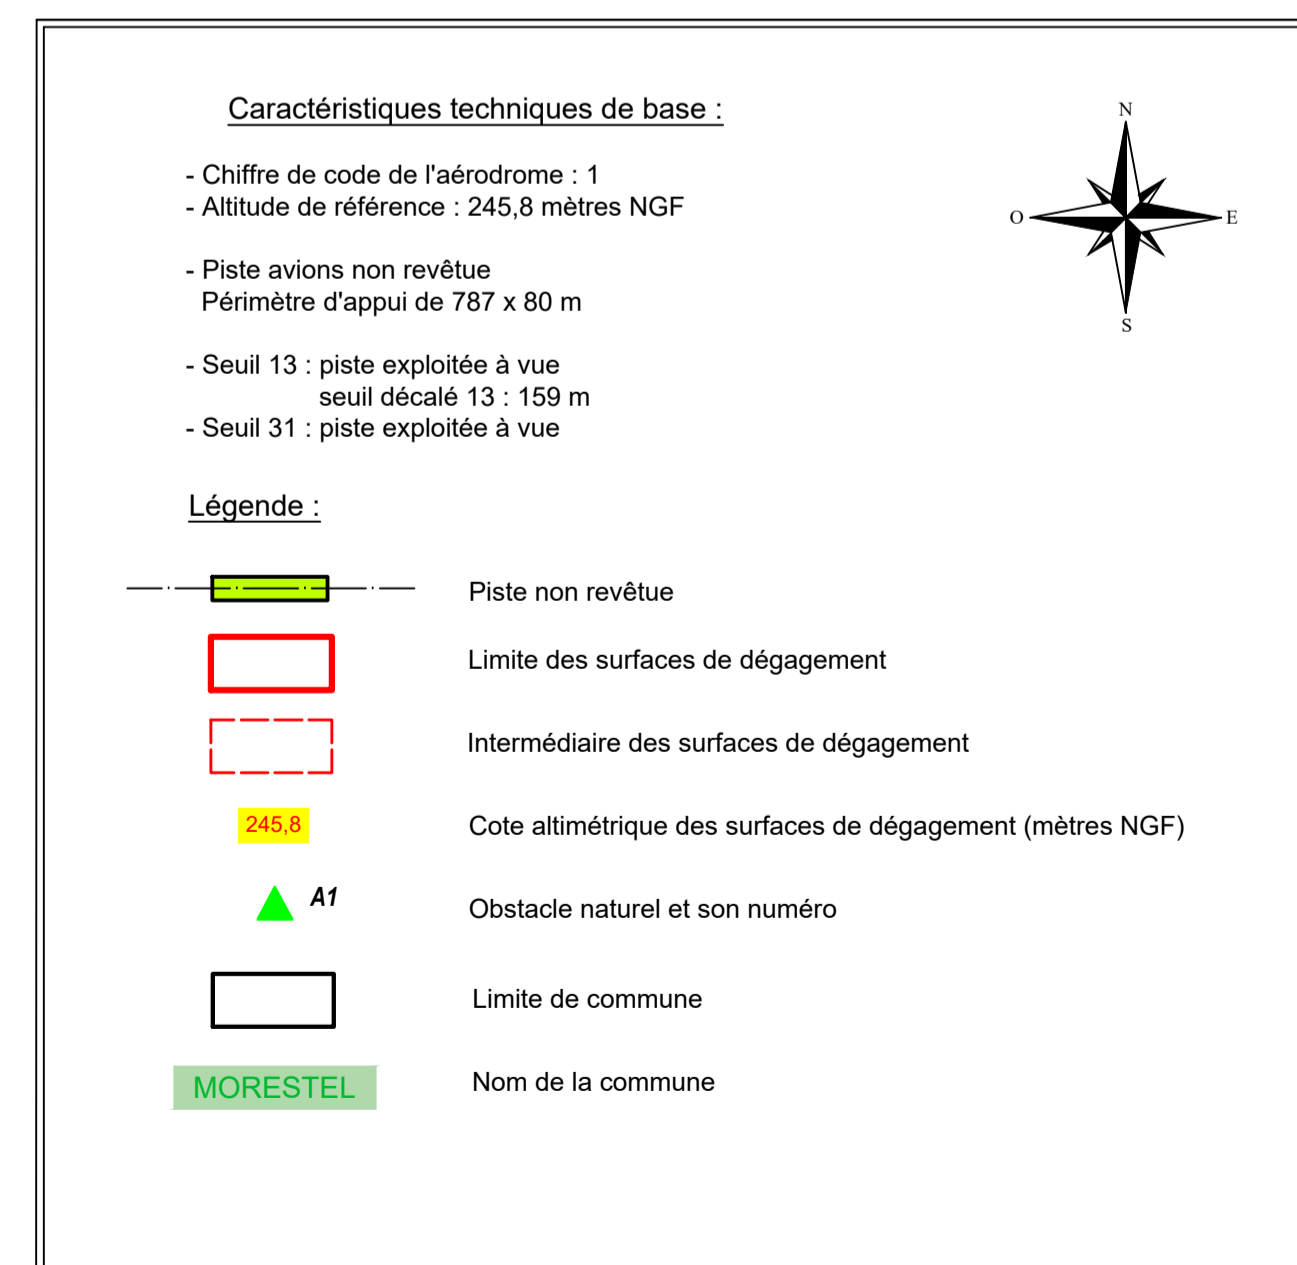 Caractéristiques techniques de base :
- Chiffre de code de l'aérodrome : 1
- Altitude de référence : 245,8 mètres NGF
- Piste avions non revêtue
Périmètre d'appui de 787 x 80 m
- Seuil 13 : piste exploitée à vue
seuil décalé 13 : 159 m
- Seuil 31 : piste exploitée à vue
N
O
E
S
Légende :
Piste non revêtue
Limite des surfaces de dégagement
Intermédiaire des surfaces de dégagement
245,8 Cote altimétrique des surfaces de dégagement (mètres NGF)
A1 Obstacle naturel et son numéro
Limite de commune
MORESTEL Nom de la commune